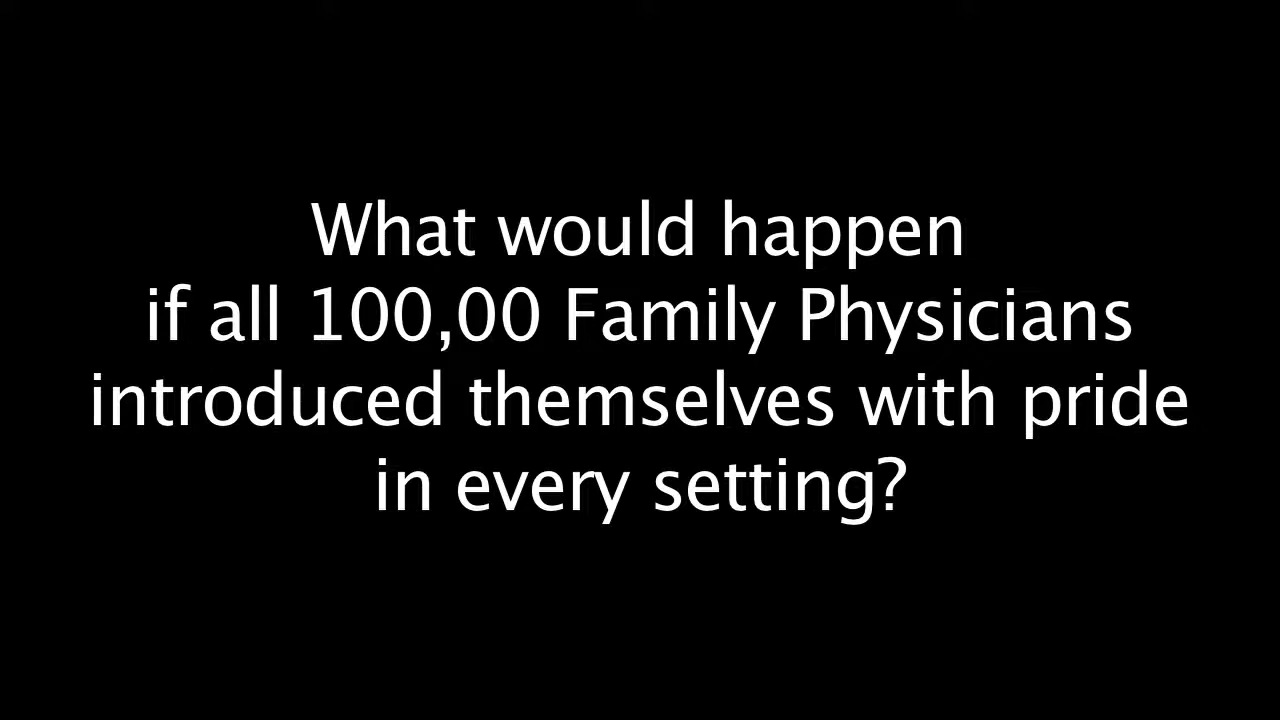 What would happen
if all 100,00 Family Physicians
introduced themselves with pride
in every setting?